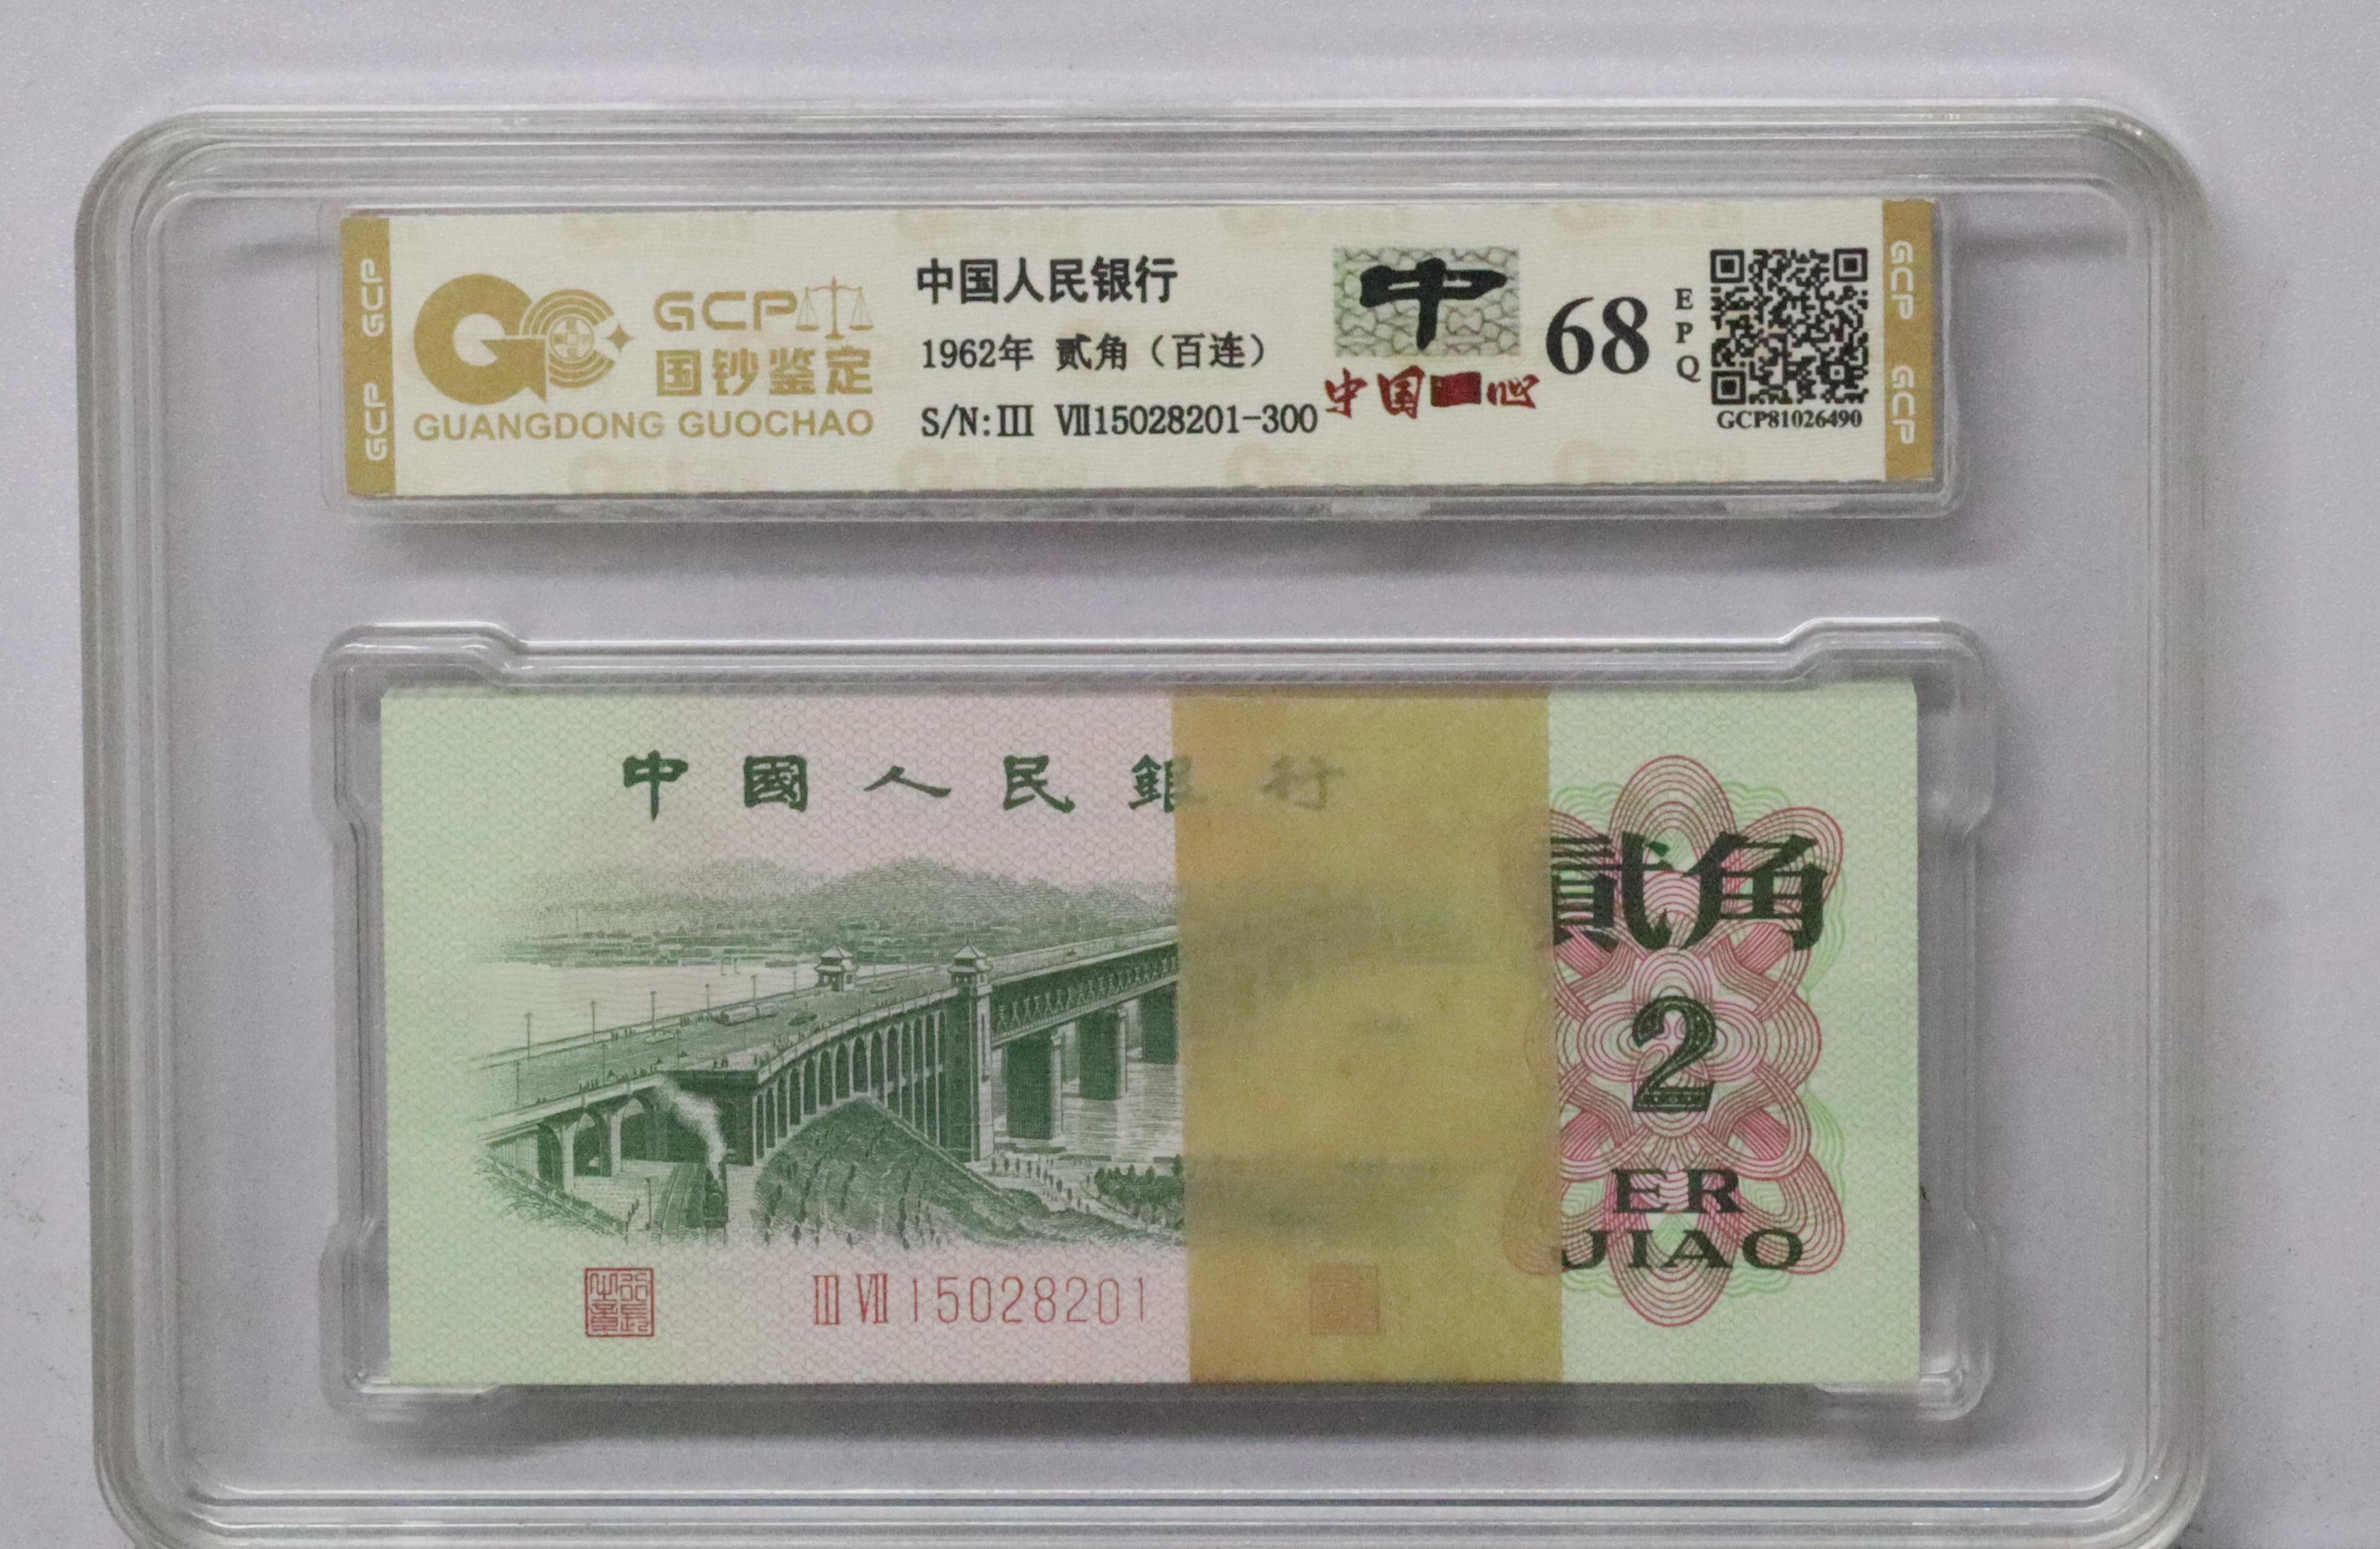 GCP GCP
GCP
国钞鉴定
GUANGDONG GUOCHAO
中国人民银行
1962年 贰角（百连）
S/N:Ⅲ Ⅶ15028201-300
中
中国 心
68
EPQ
GCP81026490
GCP GCP
中國人民銀行
貳角
2
ER
JIAO
Ⅲ Ⅶ 15028201